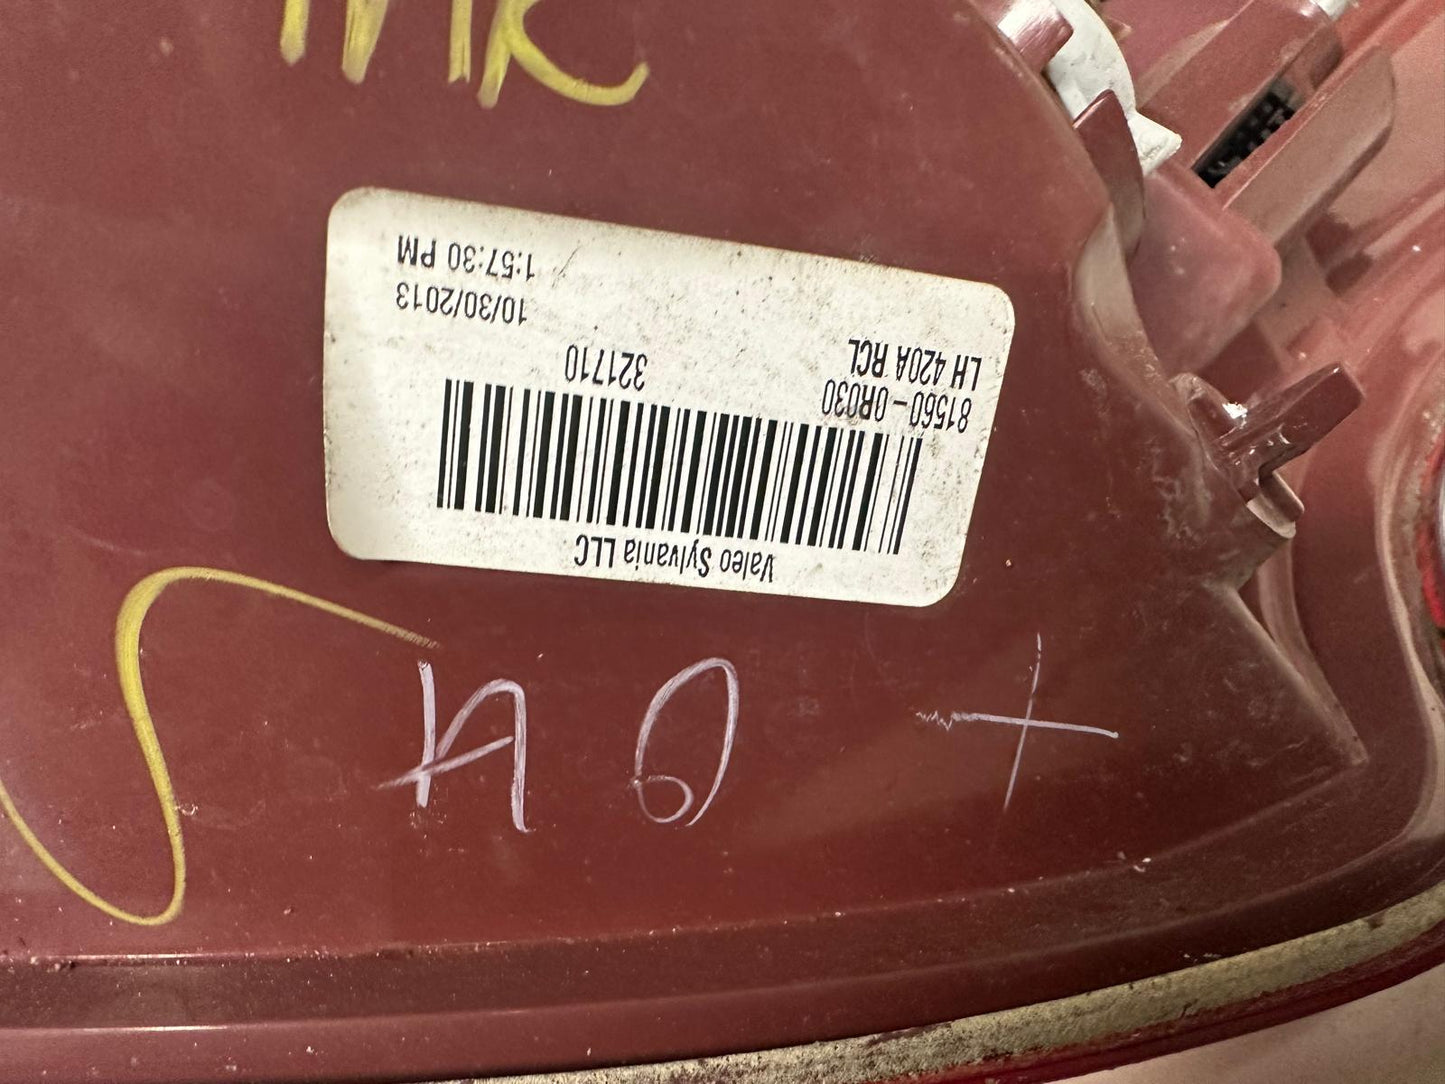 Valeo Sylvania LLC
81560-0R030
LH 420A RCL
321710
10/30/2013
1:57:30 PM